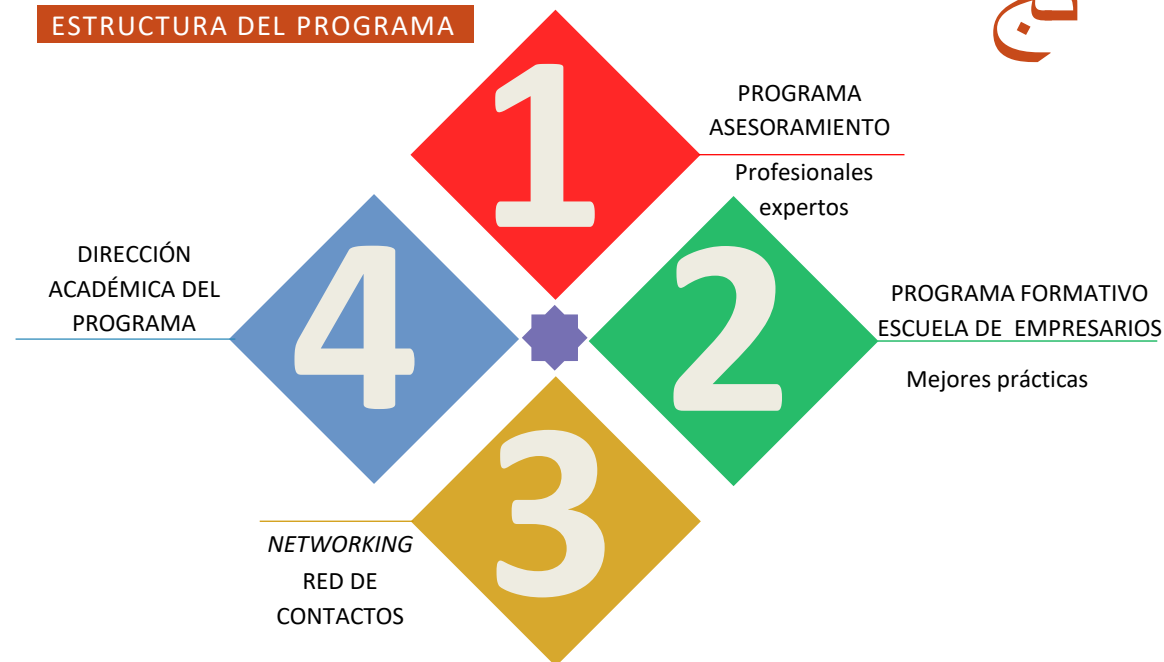 ESTRUCTURA DEL PROGRAMA
1
PROGRAMA
ASESORAMIENTO
Profesionales
expertos
2
PROGRAMA FORMATIVO
ESCUELA DE EMPRESARIOS
Mejores prácticas
3
NETWORKING
RED DE
CONTACTOS
4
DIRECCIÓN
ACADÉMICA DEL
PROGRAMA